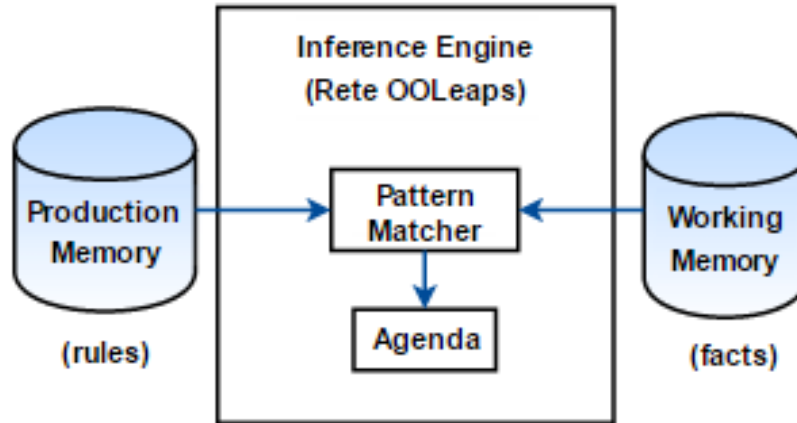 Inference Engine
(Rete OOLeaps)
Production
Memory
(rules)
Pattern
Matcher
Agenda
Working
Memory
(facts)